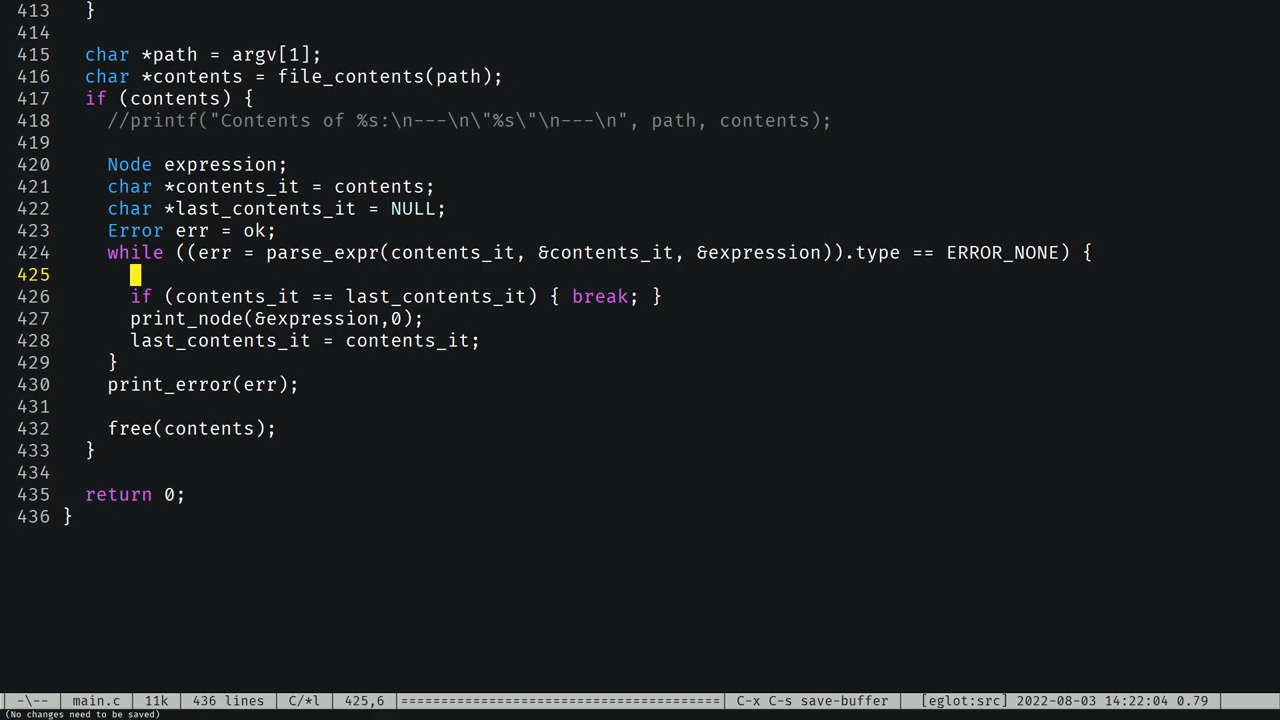 413   }
414
415   char *path = argv[1];
416   char *contents = file_contents(path);
417   if (contents) {
418     //printf("Contents of %s:\n---\n\"%s\"\n---\n", path, contents);
419
420     Node expression;
421     char *contents_it = contents;
422     char *last_contents_it = NULL;
423     Error err = ok;
424     while ((err = parse_expr(contents_it, &contents_it, &expression)).type == ERROR_NONE) {
425
426       if (contents_it == last_contents_it) { break; }
427       print_node(&expression,0);
428       last_contents_it = contents_it;
429     }
430     print_error(err);
431
432     free(contents);
433   }
434
435   return 0;
436 }
-\-- | main.c | 11k | 436 lines | C/*l | 425,6 |======================================| C-x C-s save-buffer | [eglot:src] 2022-08-03 14:22:04 0.79
(No changes need to be saved)